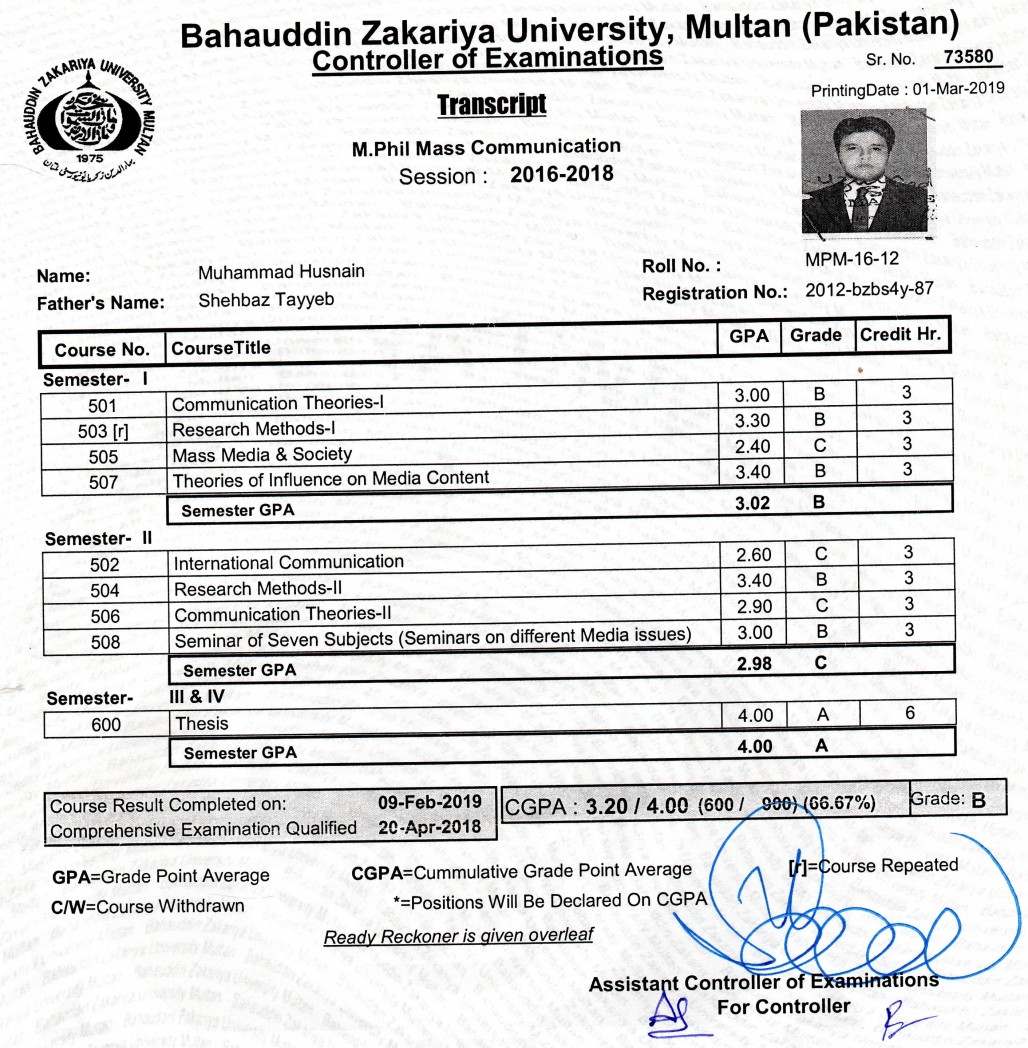 Bahauddin Zakariya University, Multan (Pakistan)
Controller of Examinations
Sr. No. 73580
PrintingDate : 01-Mar-2019
BAHAUDDIN ZAKARIYA UNIVERSITY MULTAN
1975
Transcript
M.Phil Mass Communication
Session : 2016-2018
Name: Muhammad Husnain
Roll No. : MPM-16-12
Father's Name: Shehbaz Tayyeb
Registration No.: 2012-bzbs4y-87
Course No. CourseTitle GPA Grade Credit Hr.
Semester- I
501 Communication Theories-I 3.00 B 3
503 [r] Research Methods-I 3.30 B 3
505 Mass Media & Society 2.40 C 3
507 Theories of Influence on Media Content 3.40 B 3
Semester GPA 3.02 B
Semester- II
502 International Communication 2.60 C 3
504 Research Methods-II 3.40 B 3
506 Communication Theories-II 2.90 C 3
508 Seminar of Seven Subjects (Seminars on different Media issues) 3.00 B 3
Semester GPA 2.98 C
Semester- III & IV
600 Thesis 4.00 A 6
Semester GPA 4.00 A
Course Result Completed on: 09-Feb-2019
Comprehensive Examination Qualified 20-Apr-2018
CGPA : 3.20 / 4.00 (600 / 900) (66.67%) Grade: B
GPA=Grade Point Average CGPA=Cummulative Grade Point Average [r]=Course Repeated
C/W=Course Withdrawn *=Positions Will Be Declared On CGPA
Ready Reckoner is given overleaf
Assistant Controller of Examinations
For Controller